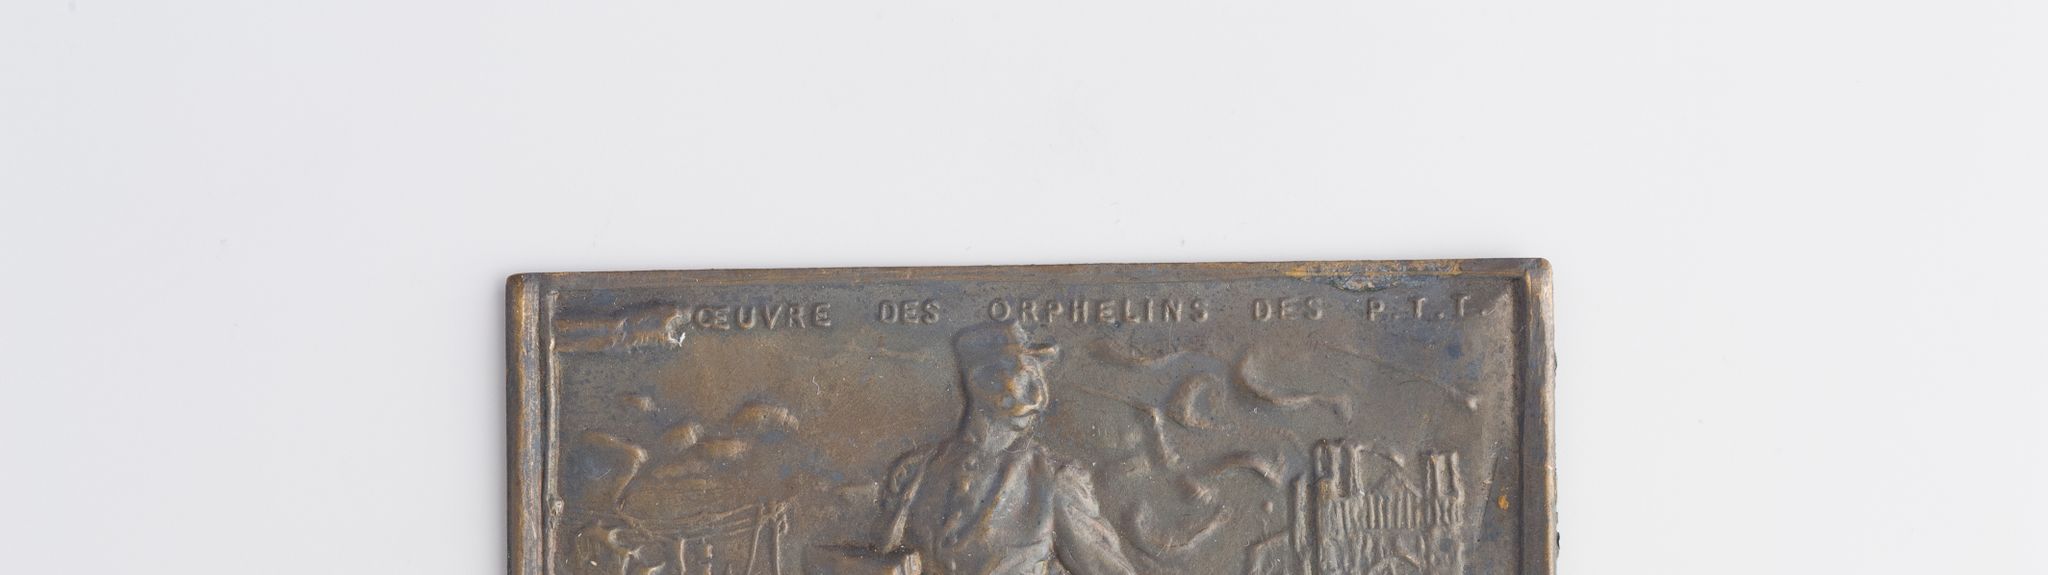 ŒUVRE DES ORPHELINS DES P.T.T.